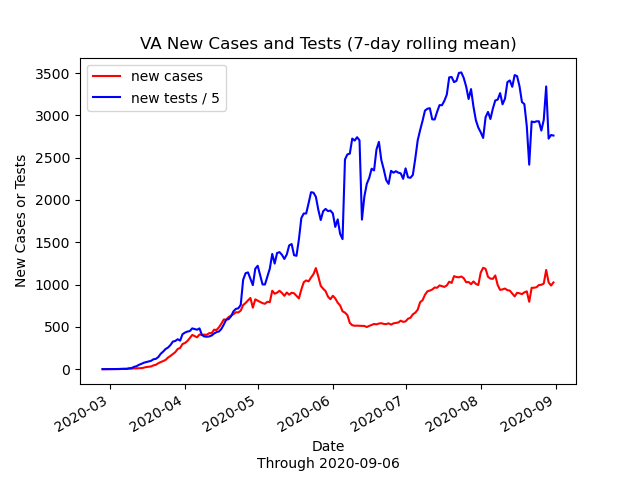 VA New Cases and Tests (7-day rolling mean)
new cases
new tests / 5
New Cases or Tests
3500
3000
2500
2000
1500
1000
500
0
2020-03
2020-04
2020-05
2020-06
2020-07
2020-08
2020-09
Date
Through 2020-09-06